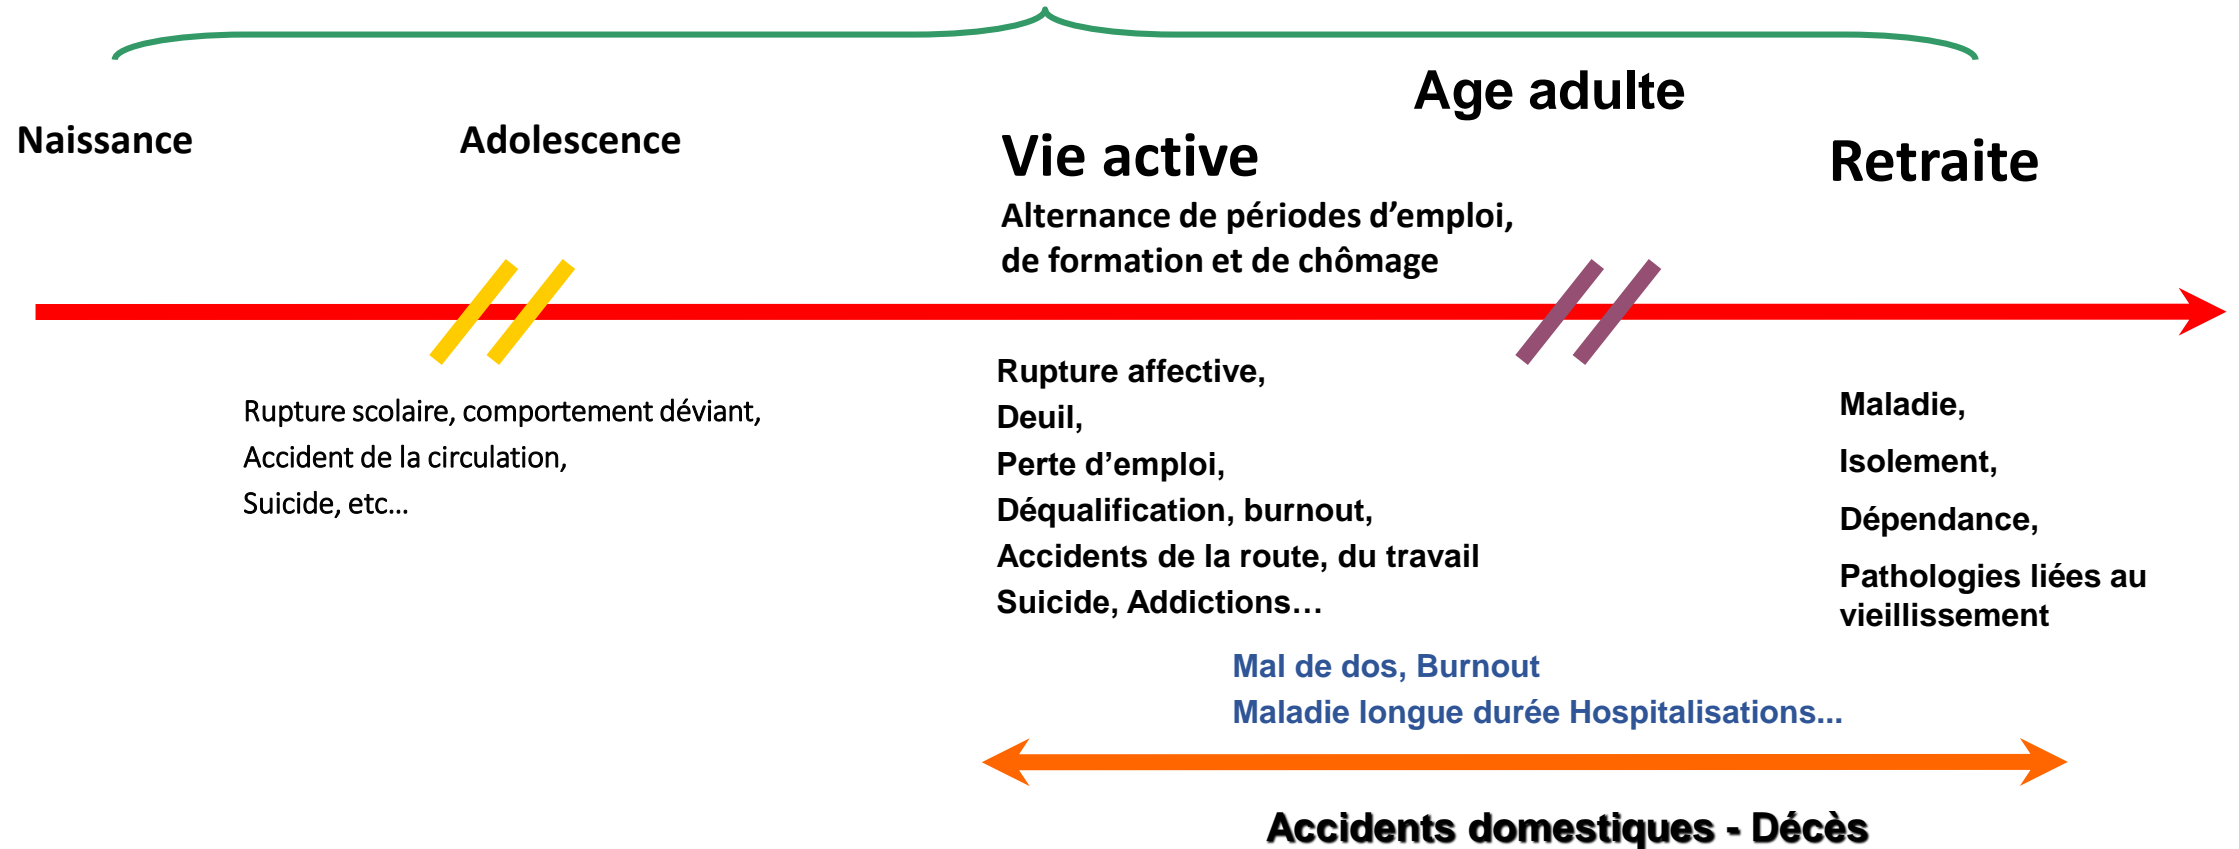 Age adulte
Naissance
Adolescence
Vie active
Retraite
Alternance de périodes d’emploi,
de formation et de chômage
Rupture scolaire, comportement déviant,
Accident de la circulation,
Suicide, etc…
Rupture affective,
Deuil,
Perte d’emploi,
Déqualification, burnout,
Accidents de la route, du travail
Suicide, Addictions…
Maladie,
Isolement,
Dépendance,
Pathologies liées au
vieillissement
Mal de dos, Burnout
Maladie longue durée Hospitalisations...
Accidents domestiques - Décès